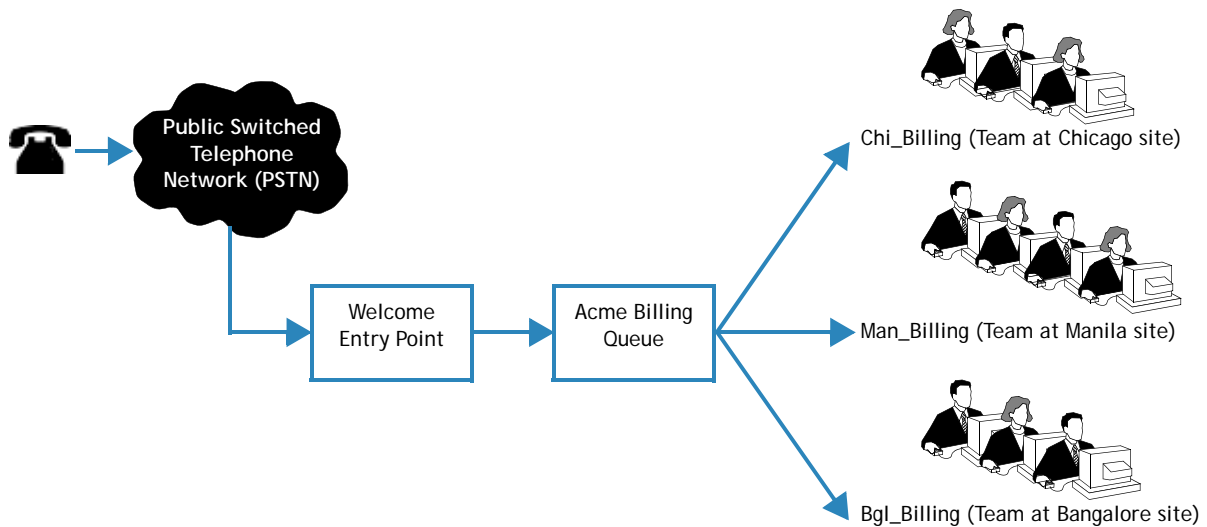 Public Switched
Telephone
Network (PSTN)
Welcome
Entry Point
Acme Billing
Queue
Chi_Billing (Team at Chicago site)
Man_Billing (Team at Manila site)
Bgl_Billing (Team at Bangalore site)